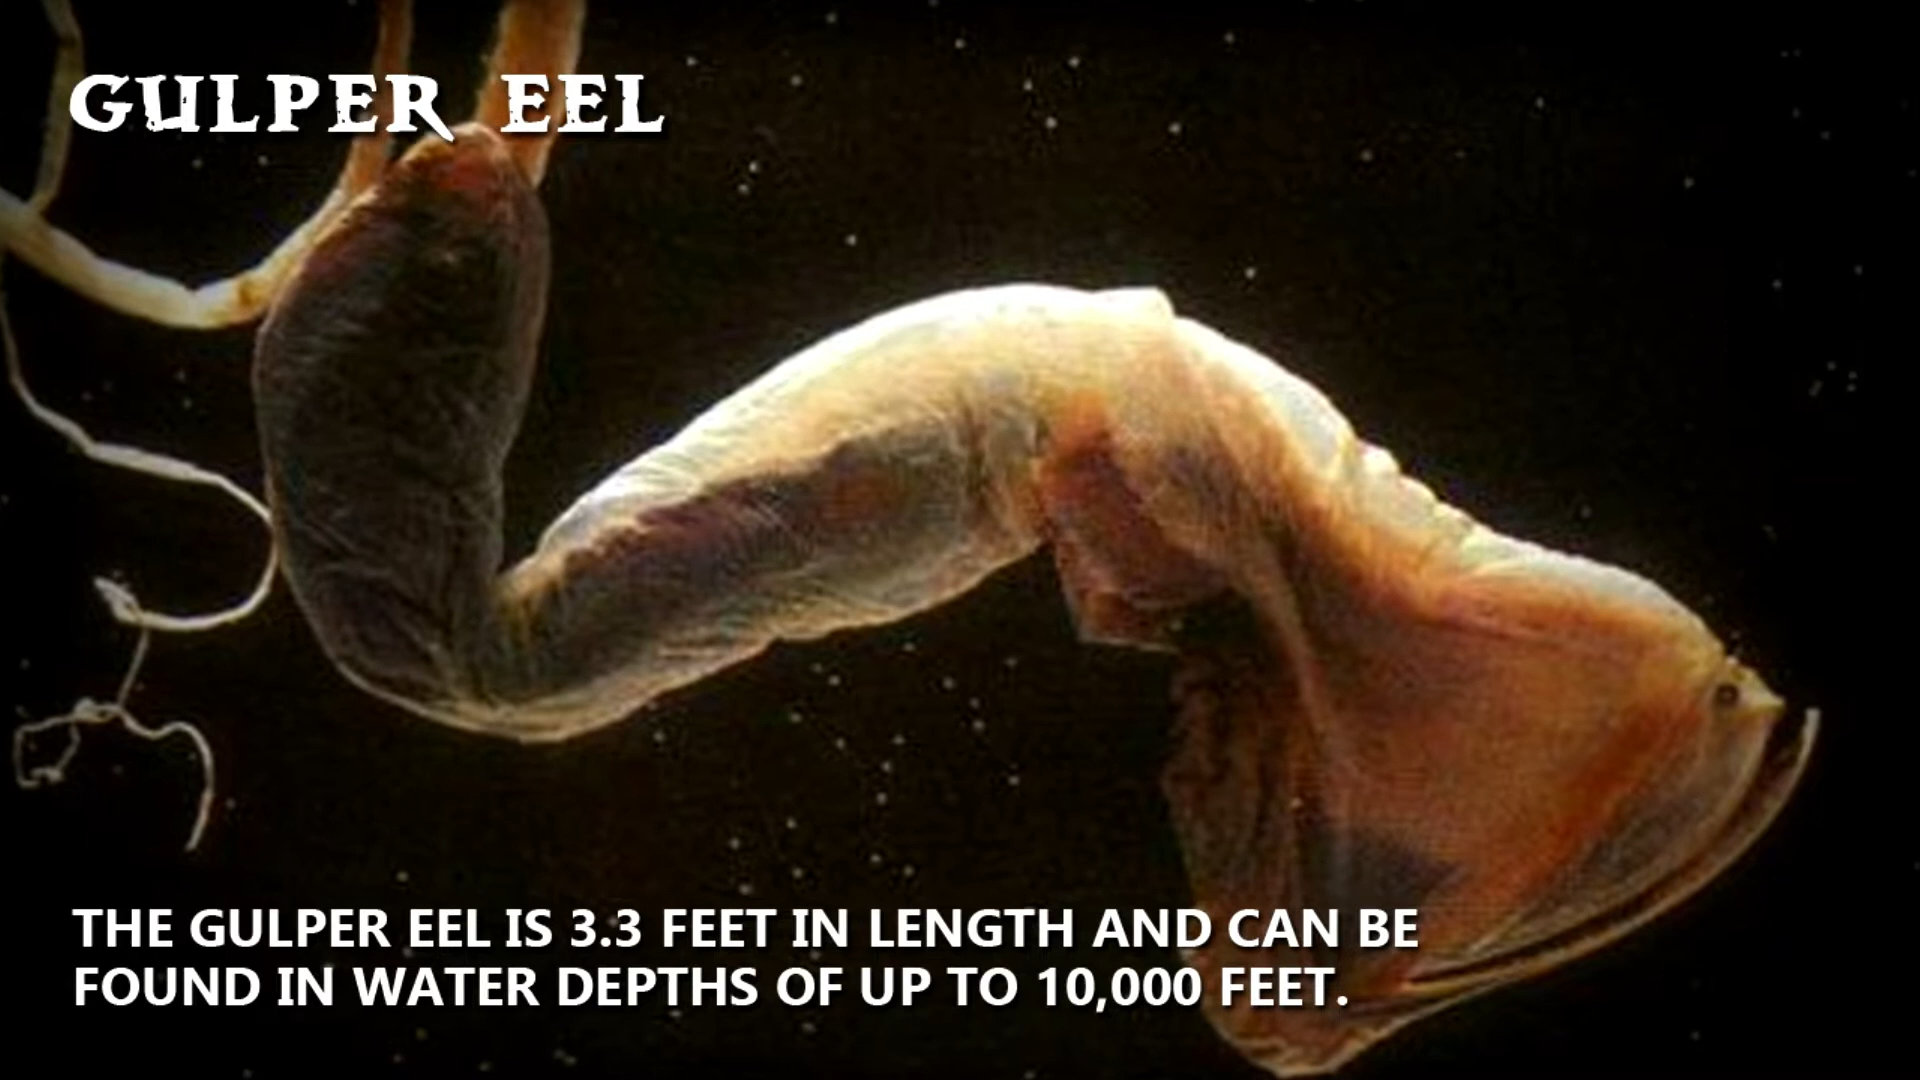 GULPER EEL
THE GULPER EEL IS 3.3 FEET IN LENGTH AND CAN BE
FOUND IN WATER DEPTHS OF UP TO 10,000 FEET.